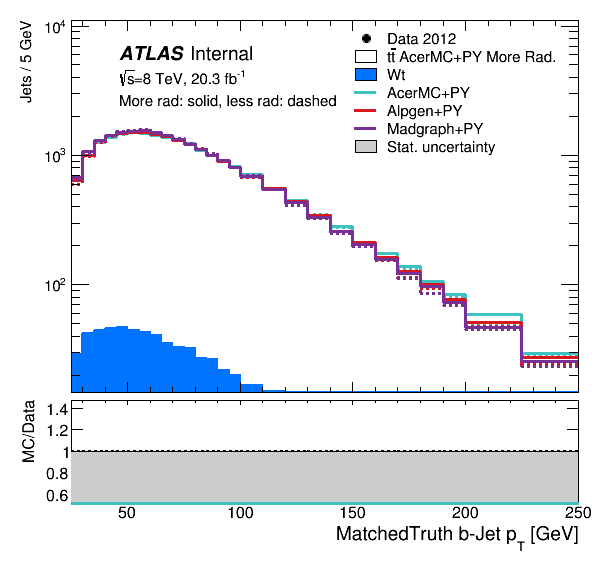 10⁴
Jets / 5 GeV
10³
10²
ATLAS Internal
√s=8 TeV, 20.3 fb⁻¹
More rad: solid, less rad: dashed
Data 2012
tt̄ AcerMC+PY More Rad.
Wt
AcerMC+PY
Alpgen+PY
Madgraph+PY
Stat. uncertainty
MC/Data
1.4
1.2
1
0.8
0.6
50 100 150 200 250
MatchedTruth b-Jet p_T [GeV]